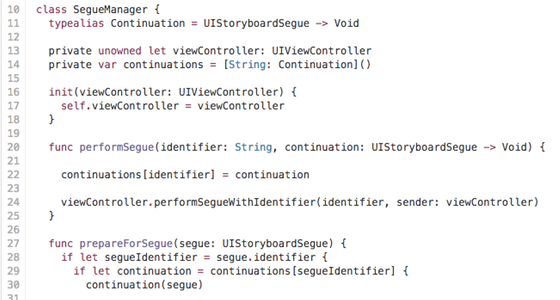 10 class SegueManager {
11   typealias Continuation = UIStoryboardSegue -> Void
12
13   private unowned let viewController: UIViewController
14   private var continuations = [String: Continuation]()
15
16   init(viewController: UIViewController) {
17     self.viewController = viewController
18   }
19
20   func performSegue(identifier: String, continuation: UIStoryboardSegue -> Void) {
21
22     continuations[identifier] = continuation
23
24     viewController.performSegueWithIdentifier(identifier, sender: viewController)
25   }
26
27   func prepareForSegue(segue: UIStoryboardSegue) {
28     if let segueIdentifier = segue.identifier {
29       if let continuation = continuations[segueIdentifier] {
30         continuation(segue)
31